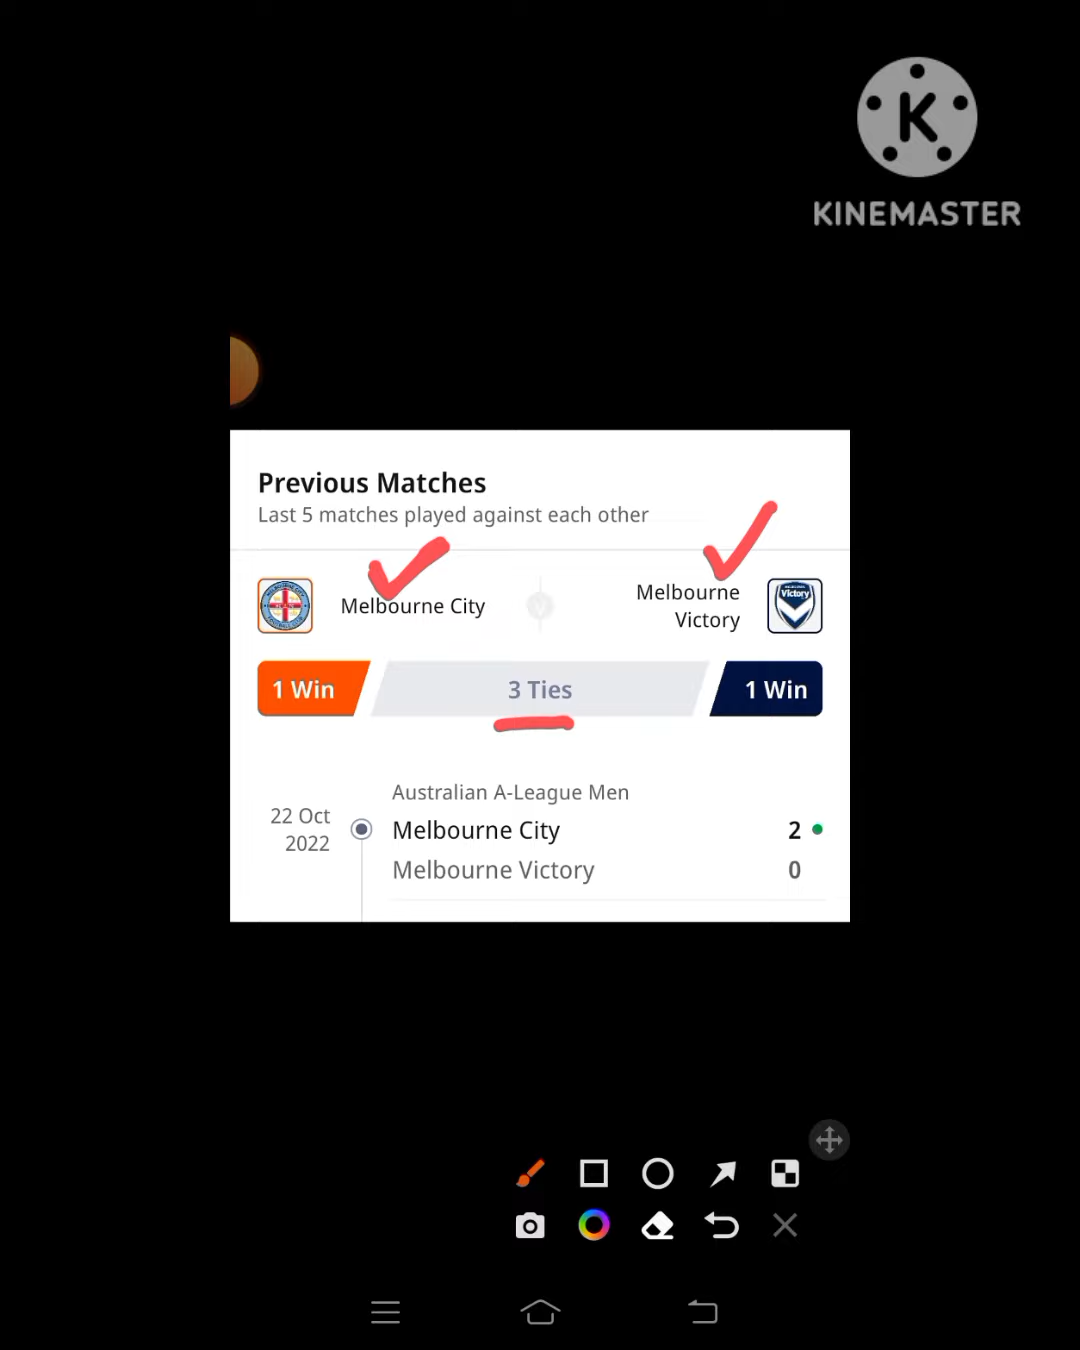 KINEMASTER
Previous Matches
Last 5 matches played against each other
Melbourne City
Melbourne
Victory
Victory
1 Win
3 Ties
1 Win
Australian A-League Men
22 Oct
2022
Melbourne City 2
Melbourne Victory 0